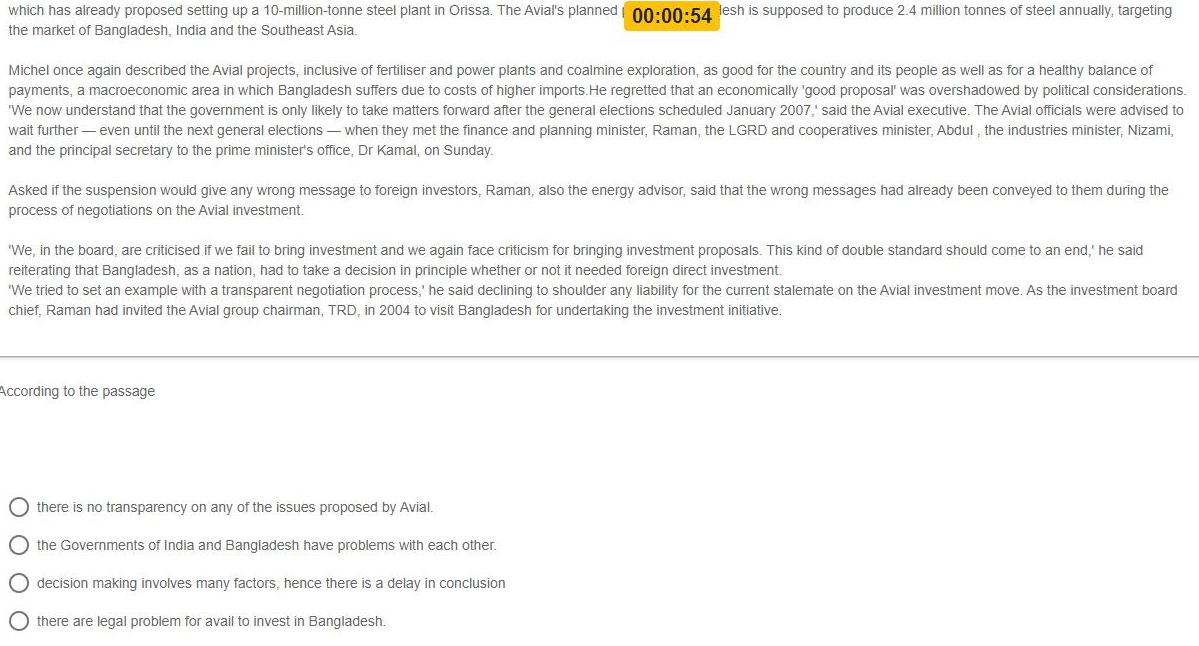 which has already proposed setting up a 10-million-tonne steel plant in Orissa. The Avial's planned 00:00:54 esh is supposed to produce 2.4 million tonnes of steel annually, targeting
the market of Bangladesh, India and the Southeast Asia.
Michel once again described the Avial projects, inclusive of fertiliser and power plants and coalmine exploration, as good for the country and its people as well as for a healthy balance of
payments, a macroeconomic area in which Bangladesh suffers due to costs of higher imports.He regretted that an economically 'good proposal' was overshadowed by political considerations.
'We now understand that the government is only likely to take matters forward after the general elections scheduled January 2007,' said the Avial executive. The Avial officials were advised to
wait further — even until the next general elections — when they met the finance and planning minister, Raman, the LGRD and cooperatives minister, Abdul , the industries minister, Nizami,
and the principal secretary to the prime minister's office, Dr Kamal, on Sunday.
Asked if the suspension would give any wrong message to foreign investors, Raman, also the energy advisor, said that the wrong messages had already been conveyed to them during the
process of negotiations on the Avial investment.
'We, in the board, are criticised if we fail to bring investment and we again face criticism for bringing investment proposals. This kind of double standard should come to an end,' he said
reiterating that Bangladesh, as a nation, had to take a decision in principle whether or not it needed foreign direct investment.
'We tried to set an example with a transparent negotiation process,' he said declining to shoulder any liability for the current stalemate on the Avial investment move. As the investment board
chief, Raman had invited the Avial group chairman, TRD, in 2004 to visit Bangladesh for undertaking the investment initiative.
According to the passage
there is no transparency on any of the issues proposed by Avial.
the Governments of India and Bangladesh have problems with each other.
decision making involves many factors, hence there is a delay in conclusion
there are legal problem for avail to invest in Bangladesh.